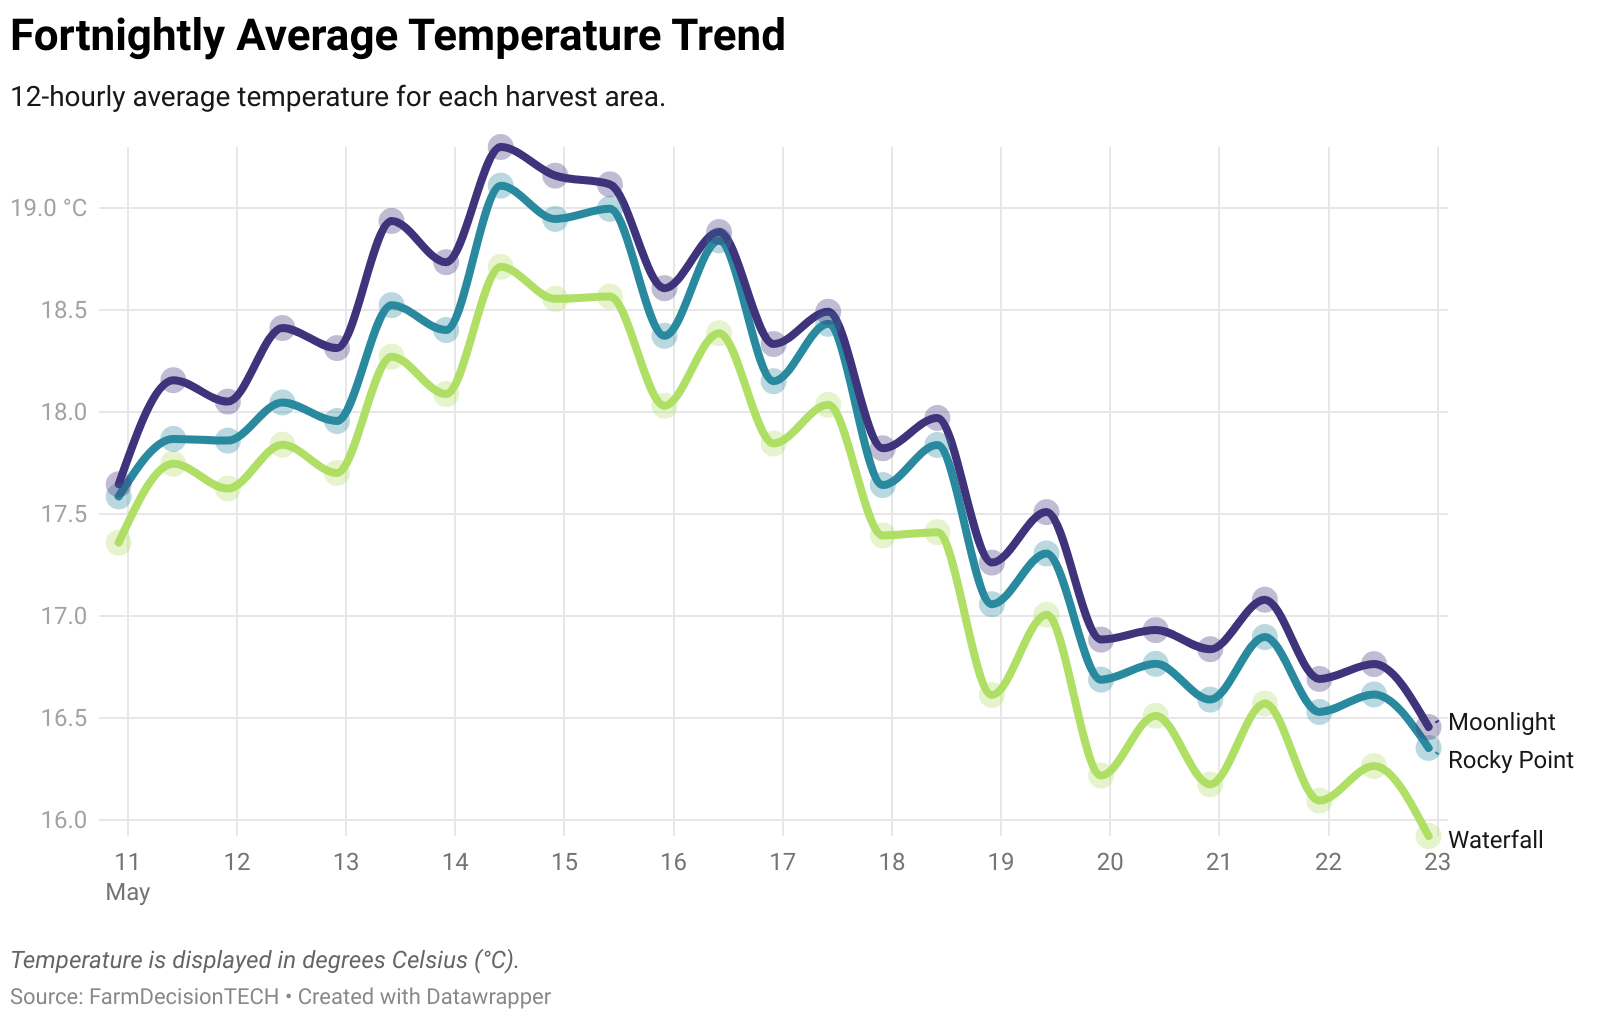 Fortnightly Average Temperature Trend
12-hourly average temperature for each harvest area.
19.0 °C
18.5
18.0
17.5
17.0
16.5
16.0
Moonlight
Rocky Point
Waterfall
11 12 13 14 15 16 17 18 19 20 21 22 23
May
Temperature is displayed in degrees Celsius (°C).
Source: FarmDecisionTECH • Created with Datawrapper